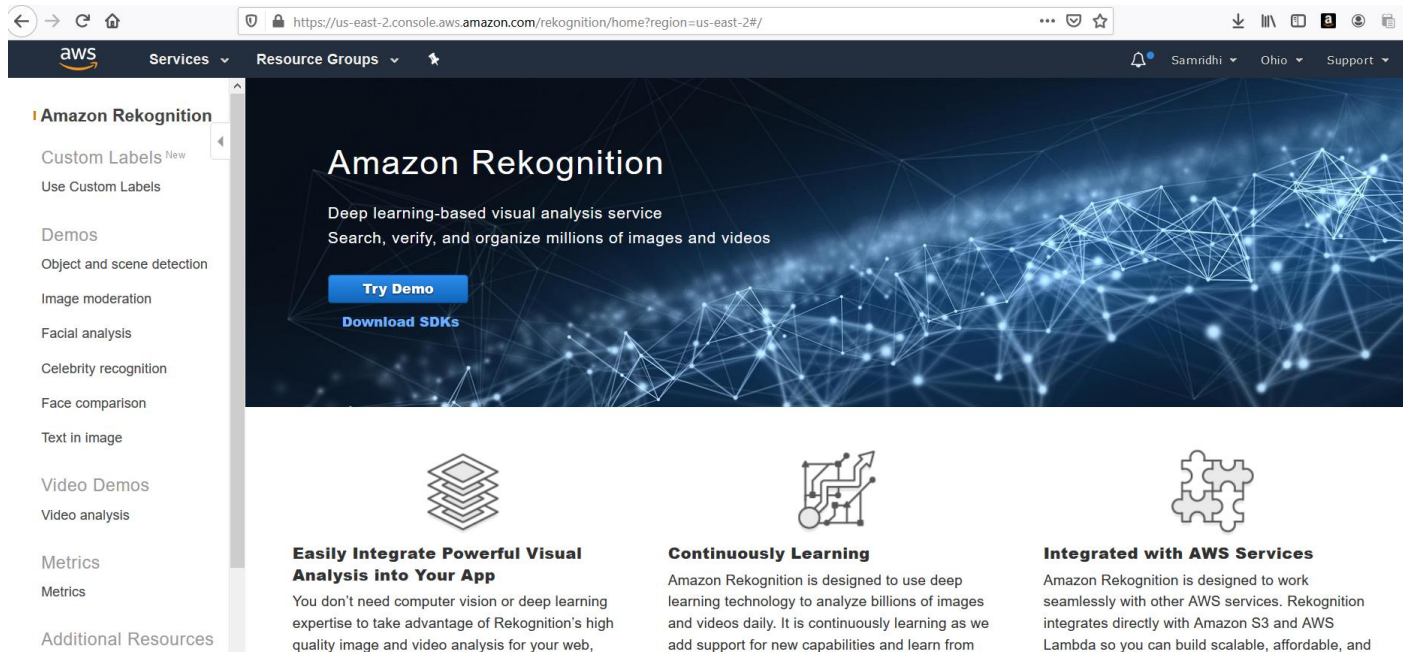 https://us-east-2.console.aws.amazon.com/rekognition/home?region=us-east-2#/
aws
Services
Resource Groups
Samridhi
Ohio
Support
Amazon Rekognition
Custom Labels New
Use Custom Labels
Demos
Object and scene detection
Image moderation
Facial analysis
Celebrity recognition
Face comparison
Text in image
Video Demos
Video analysis
Metrics
Metrics
Additional Resources
Amazon Rekognition
Deep learning-based visual analysis service
Search, verify, and organize millions of images and videos
Try Demo
Download SDKs
Easily Integrate Powerful Visual
Analysis into Your App
You don't need computer vision or deep learning
expertise to take advantage of Rekognition's high
quality image and video analysis for your web,
Continuously Learning
Amazon Rekognition is designed to use deep
learning technology to analyze billions of images
and videos daily. It is continuously learning as we
add support for new capabilities and learn from
Integrated with AWS Services
Amazon Rekognition is designed to work
seamlessly with other AWS services. Rekognition
integrates directly with Amazon S3 and AWS
Lambda so you can build scalable, affordable, and